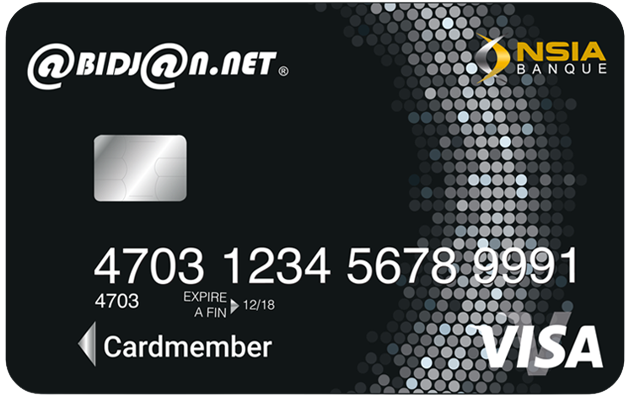 @BIDJ@N.NET®
NSIA
BANQUE
4703 1234 5678 9991
4703
EXPIRE
A FIN
12/18
Cardmember
VISA